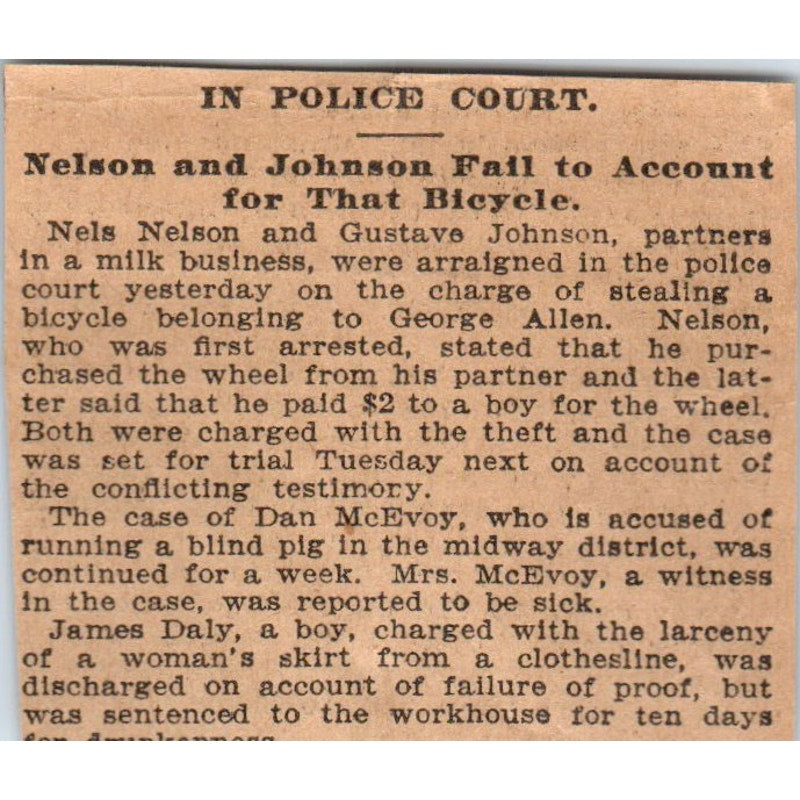 IN POLICE COURT.
Nelson and Johnson Fail to Account
for That Bicycle.
Nels Nelson and Gustave Johnson, partners
in a milk business, were arraigned in the police
court yesterday on the charge of stealing a
bicycle belonging to George Allen. Nelson,
who was first arrested, stated that he pur-
chased the wheel from his partner and the lat-
ter said that he paid $2 to a boy for the wheel.
Both were charged with the theft and the case
was set for trial Tuesday next on account of
the conflicting testimory.
The case of Dan McEvoy, who is accused of
running a blind pig in the midway district, was
continued for a week. Mrs. McEvoy, a witness
in the case, was reported to be sick.
James Daly, a boy, charged with the larceny
of a woman's skirt from a clothesline, was
discharged on account of failure of proof, but
was sentenced to the workhouse for ten days
for drunkenness